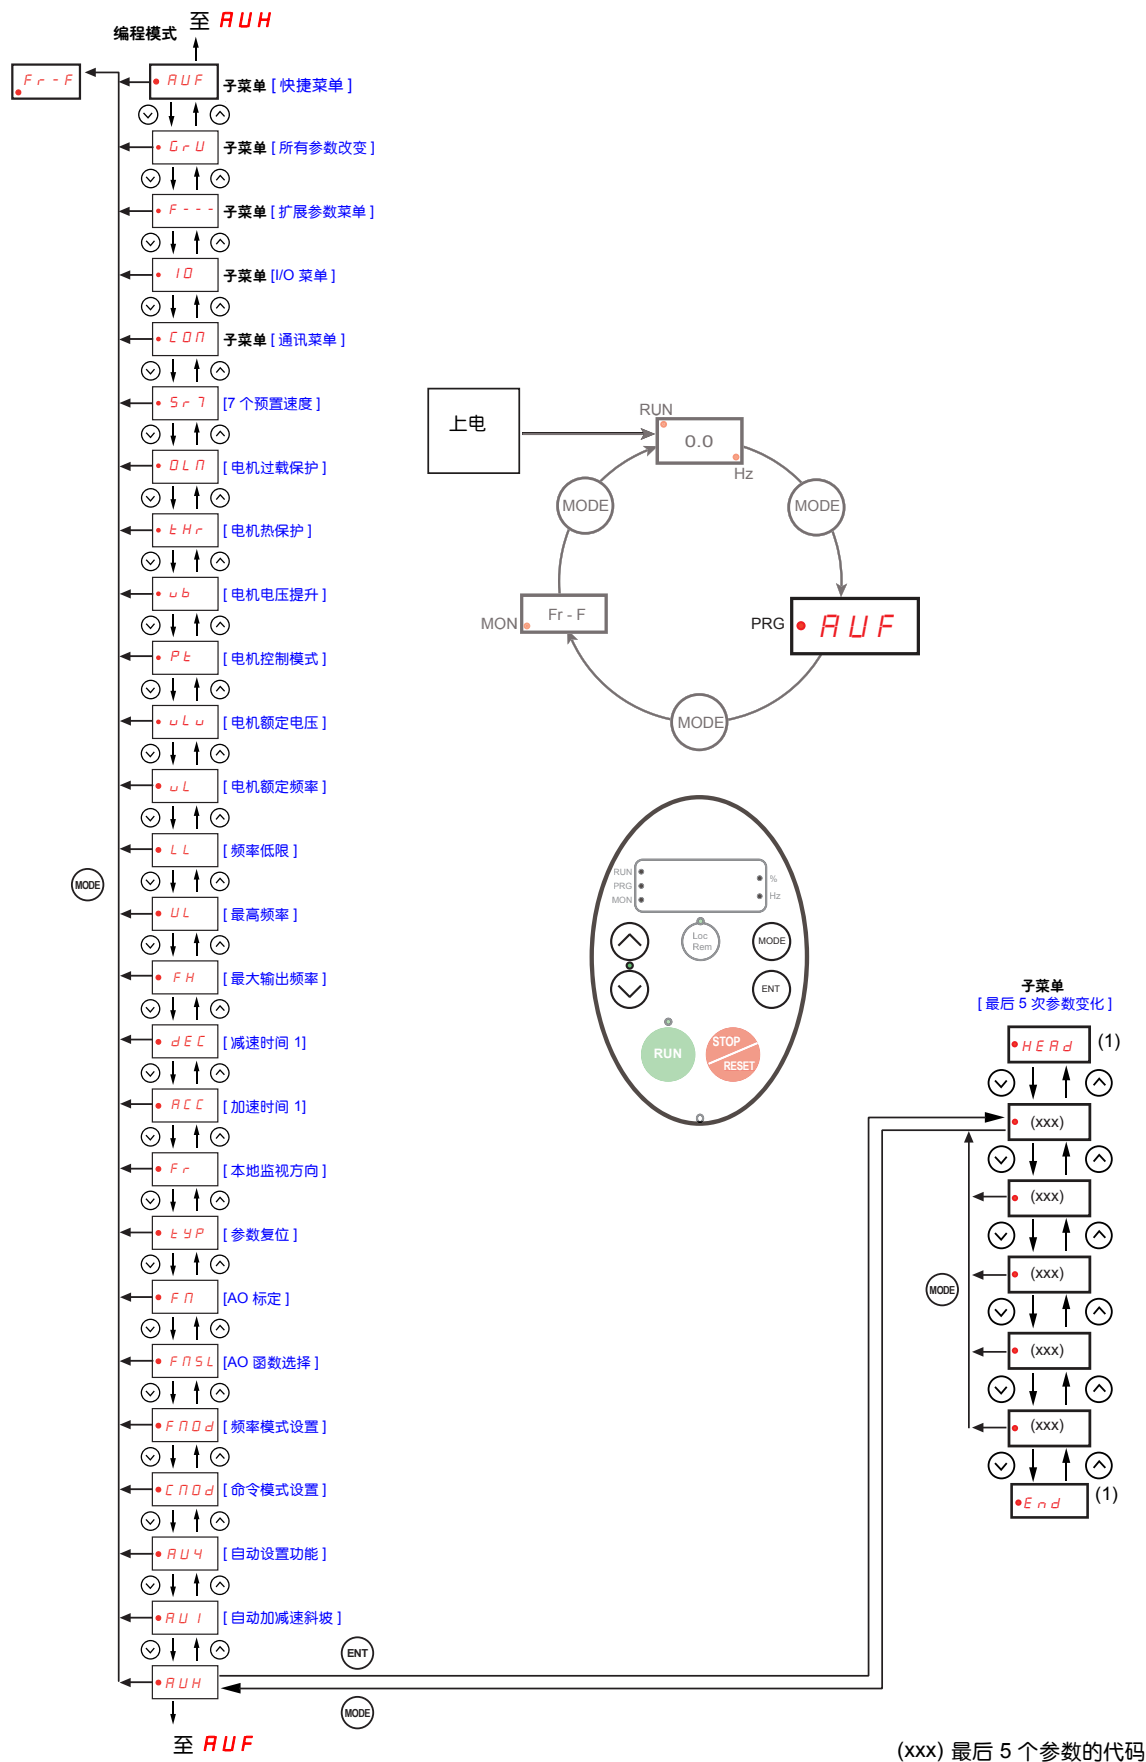 至 AUH
编程模式
Fr-F
AUF 子菜单 [ 快捷菜单 ]
GrU 子菜单 [ 所有参数改变 ]
F--- 子菜单 [ 扩展参数菜单 ]
IO 子菜单 [I/O 菜单 ]
COM 子菜单 [ 通讯菜单 ]
Sr7 [7 个预置速度 ]
OLM [ 电机过载保护 ]
tHr [ 电机热保护 ]
ub [ 电机电压提升 ]
Pt [ 电机控制模式 ]
uLu [ 电机额定电压 ]
uL [ 电机额定频率 ]
LL [ 频率低限 ]
MODE
UL [ 最高频率 ]
FH [ 最大输出频率 ]
dEC [ 减速时间 1]
ACC [ 加速时间 1]
Fr [ 本地监视方向 ]
tYP [ 参数复位 ]
FM [AO 标定 ]
FMSL [AO 函数选择 ]
FMOd [ 频率模式设置 ]
CMOd [ 命令模式设置 ]
AU4 [ 自动设置功能 ]
AU1 [ 自动加减速斜坡 ]
ENT
AUH
MODE
至 AUF
上电
RUN
0.0
Hz
MODE
MODE
PRG AUF
MON Fr - F
MODE
RUN
PRG
MON
%
Hz
Loc
Rem
MODE
ENT
RUN
STOP
RESET
子菜单
[ 最后 5 次参数变化 ]
HEAd (1)
(xxx)
(xxx)
(xxx)
MODE
(xxx)
(xxx)
End (1)
(xxx) 最后 5 个参数的代码